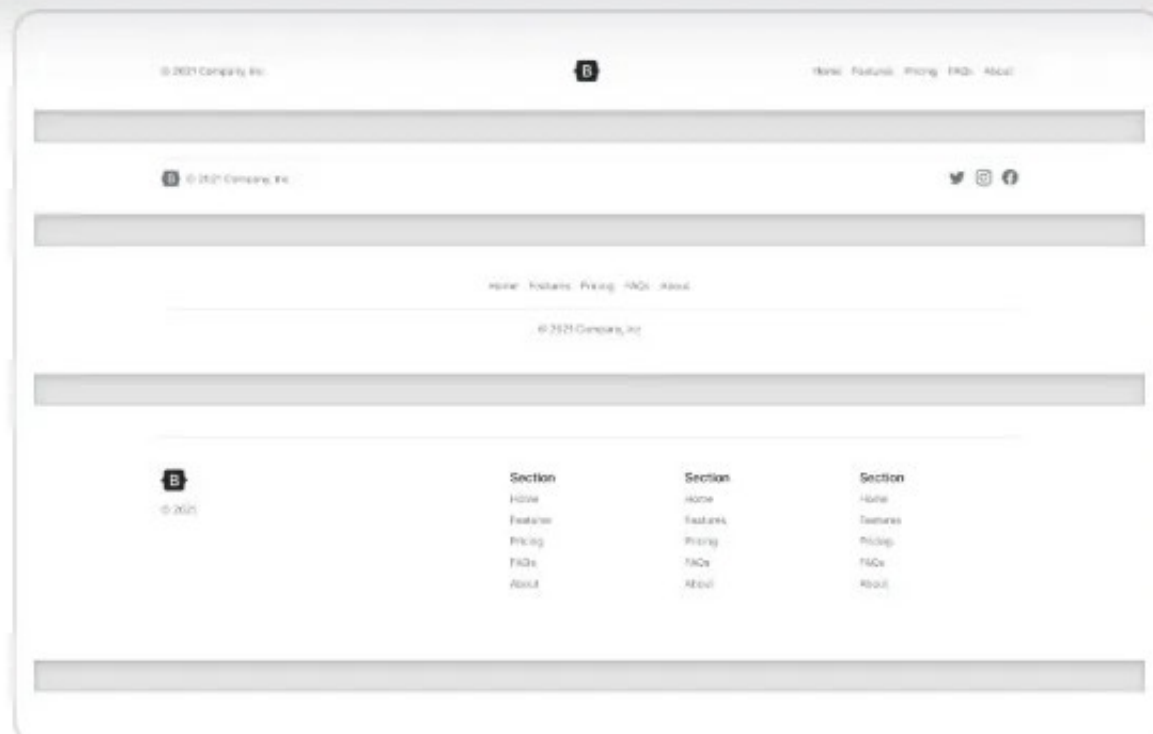 © 2021 Company, Inc
B
Home Features Pricing FAQs About
B © 2021 Company, Inc
Home Features Pricing FAQs About
© 2021 Company, Inc
B
© 2021
Section
Home
Features
Pricing
FAQs
About
Section
Home
Features
Pricing
FAQs
About
Section
Home
Features
Pricing
FAQs
About